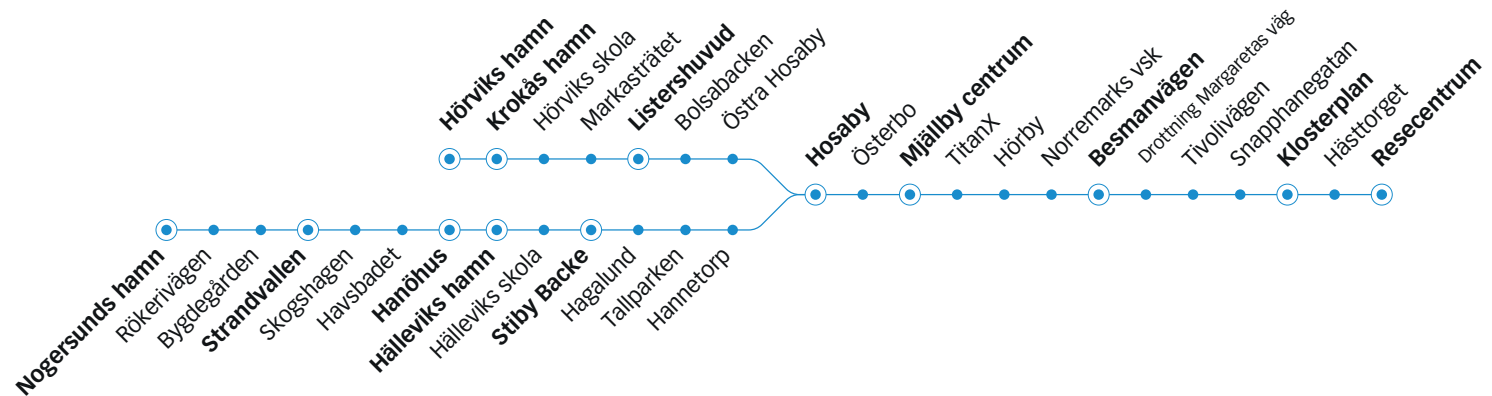 Hörviks hamn
Krokås hamn
Hörviks skola
Markasträtet
Listershuvud
Bolsabacken
Östra Hosaby
Hosaby
Österbo
Mjällby centrum
TitanX
Hörby
Norremarks vsk
Besmanvägen
Drottning Margaretas väg
Tivolivägen
Snapphanegatan
Klosterplan
Hästtorget
Resecentrum
Nogersunds hamn
Rökerivägen
Bygdegården
Strandvallen
Skogshagen
Havsbadet
Hanöhus
Hälleviks hamn
Hälleviks skola
Stiby Backe
Hagalund
Tallparken
Hannetorp